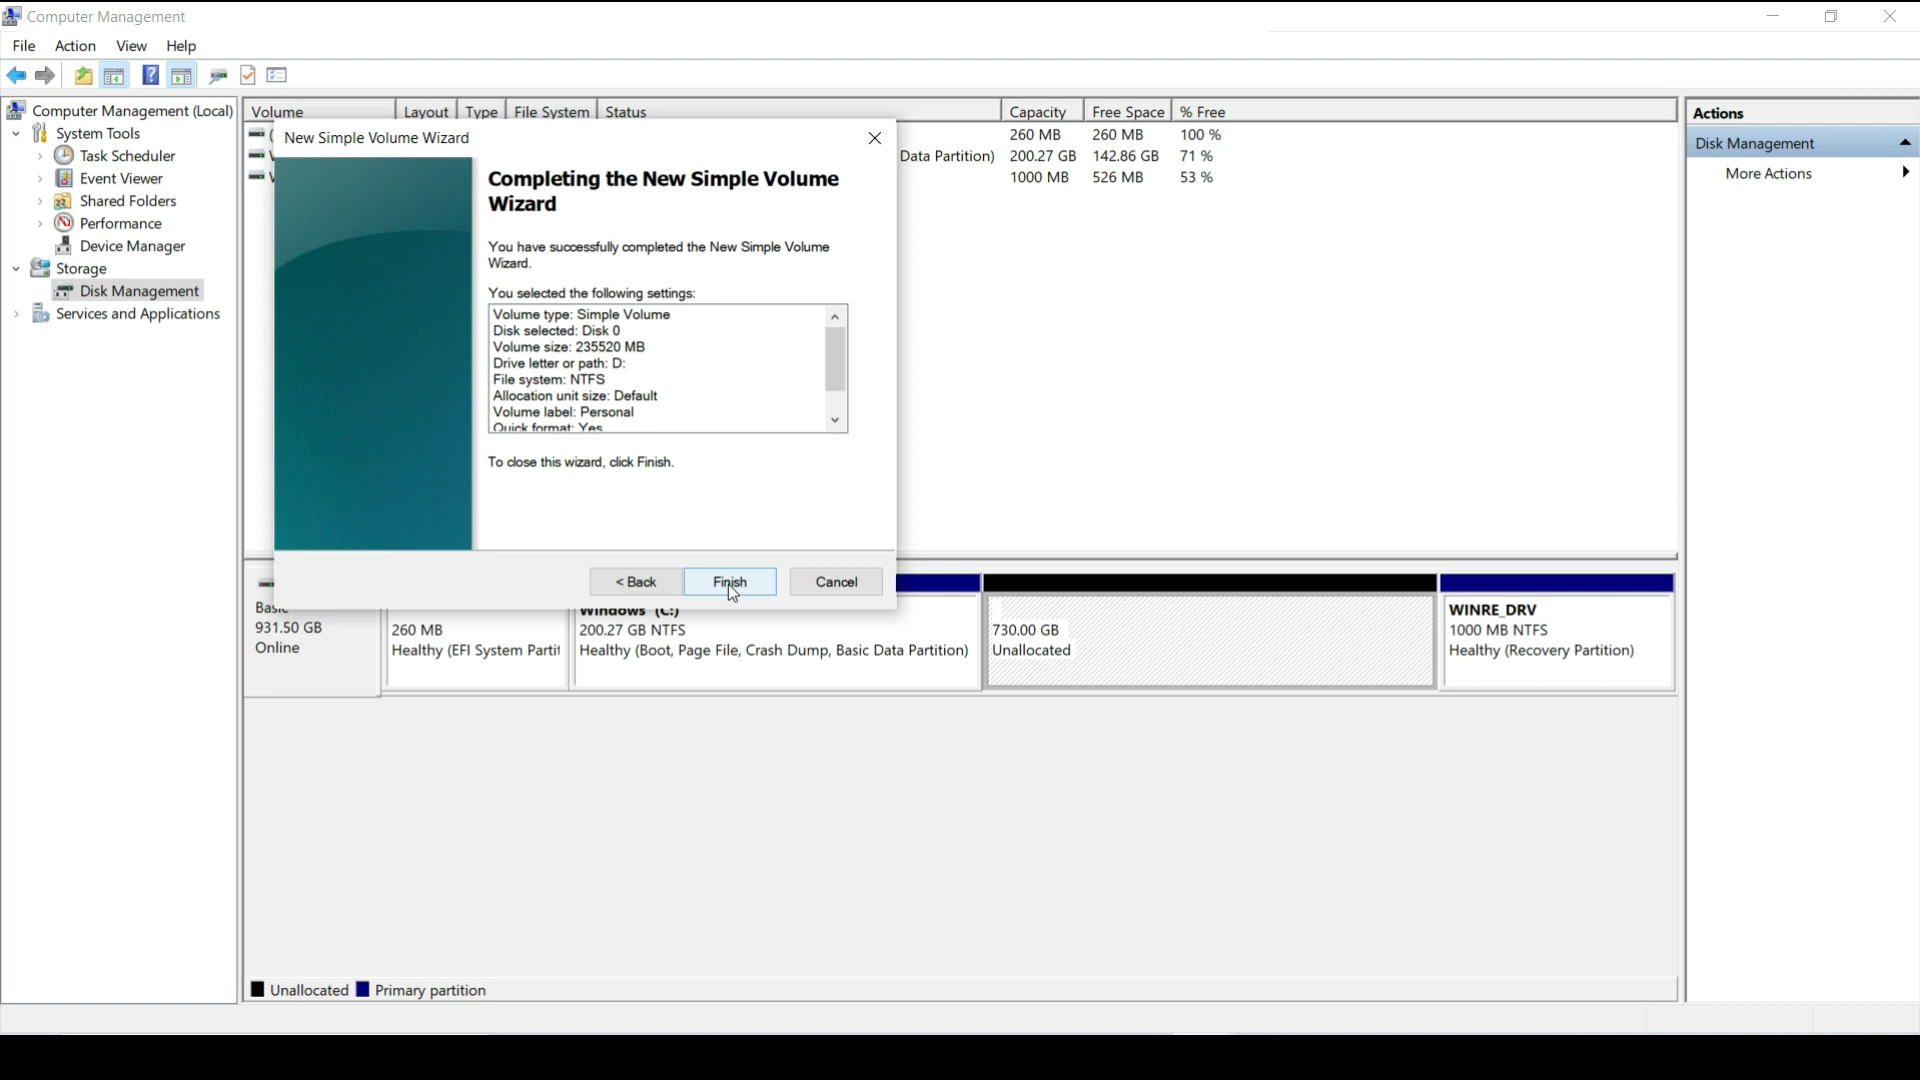 Computer Management
File Action View Help
Computer Management (Local)
System Tools
Task Scheduler
Event Viewer
Shared Folders
Performance
Device Manager
Storage
Disk Management
Services and Applications
Volume Layout Type File System Status Capacity Free Space % Free
260 MB 260 MB 100 %
Data Partition) 200.27 GB 142.86 GB 71 %
1000 MB 526 MB 53 %
New Simple Volume Wizard
Completing the New Simple Volume
Wizard
You have successfully completed the New Simple Volume
Wizard.
You selected the following settings:
Volume type: Simple Volume
Disk selected: Disk 0
Volume size: 235520 MB
Drive letter or path: D:
File system: NTFS
Allocation unit size: Default
Volume label: Personal
Quick format: Yes
To close this wizard, click Finish.
< Back Finish Cancel
Basic
931.50 GB
Online
260 MB
Healthy (EFI System Partit
Windows (C:)
200.27 GB NTFS
Healthy (Boot, Page File, Crash Dump, Basic Data Partition)
730.00 GB
Unallocated
WINRE_DRV
1000 MB NTFS
Healthy (Recovery Partition)
Unallocated Primary partition
Actions
Disk Management
More Actions